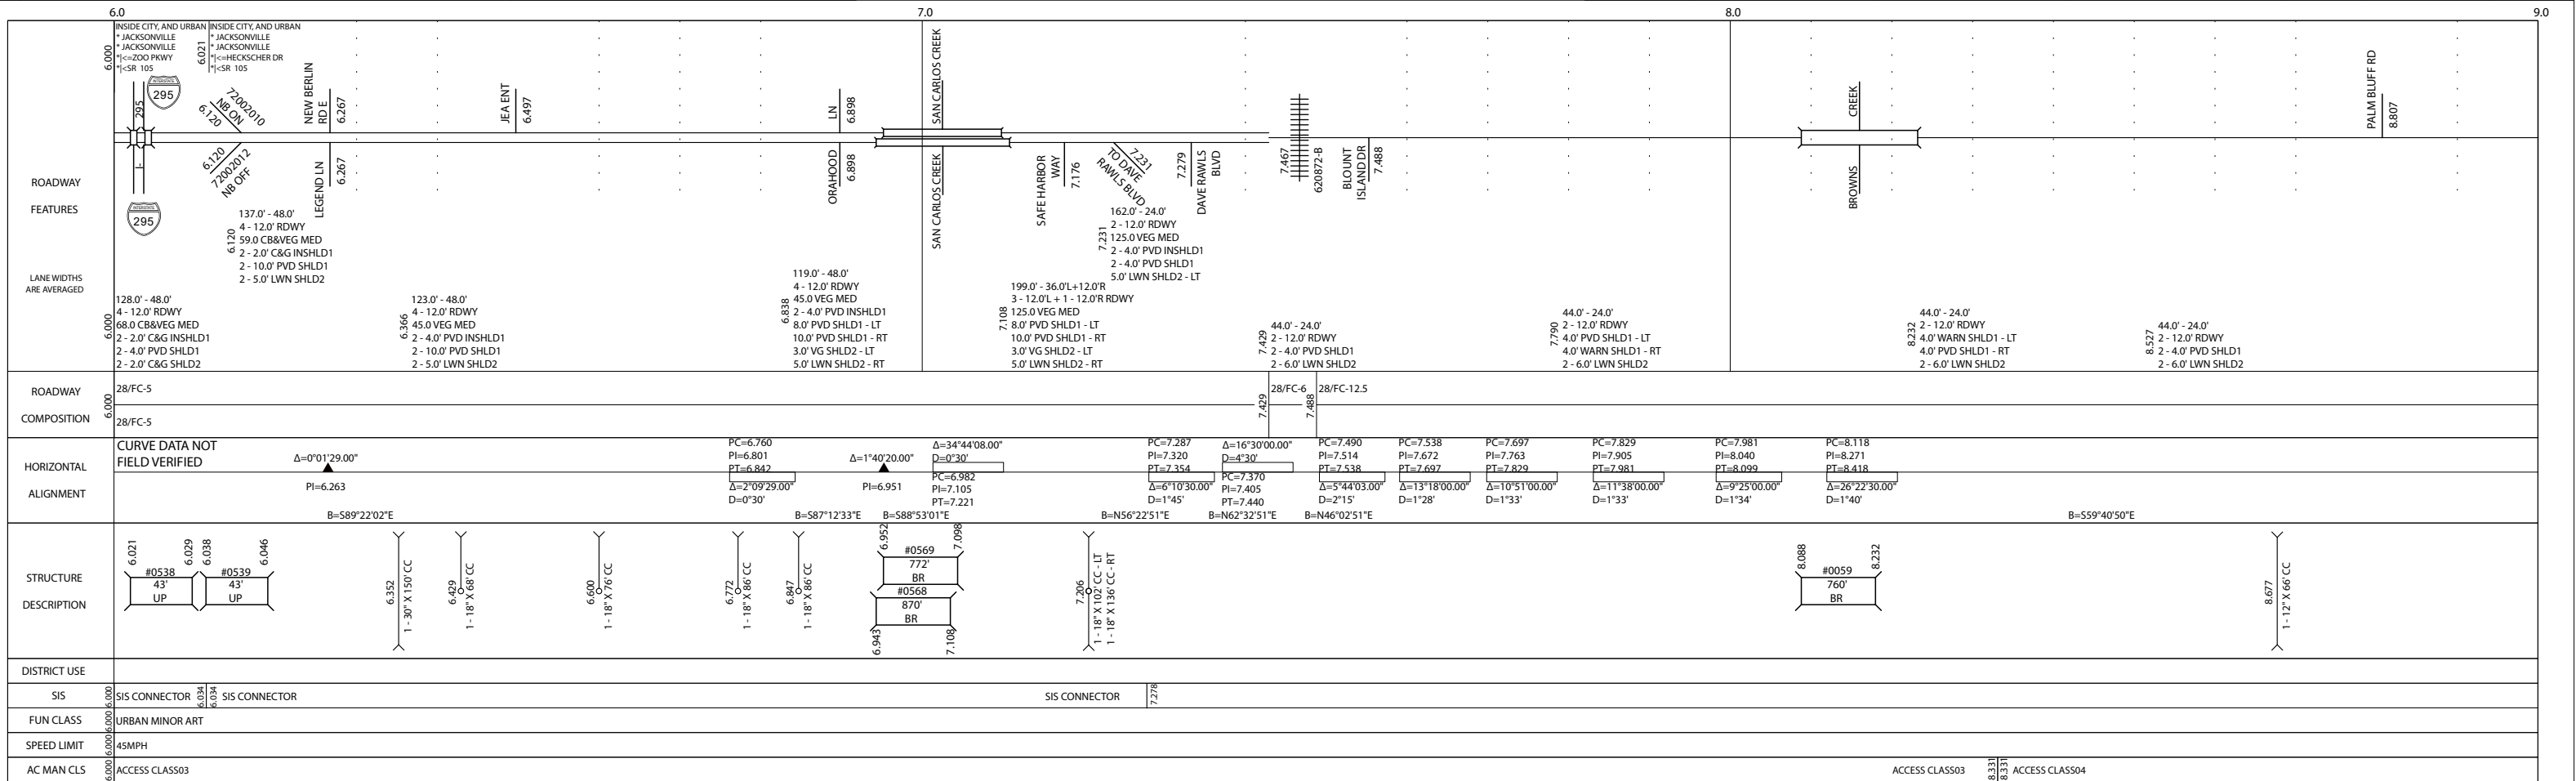 6.0
7.0
8.0
9.0
ROADWAY
FEATURES
LANE WIDTHS
ARE AVERAGED
6.000
INSIDE CITY, AND URBAN
* JACKSONVILLE
* JACKSONVILLE
*|<=ZOO PKWY
*|<SR 105
6.021
INSIDE CITY, AND URBAN
* JACKSONVILLE
* JACKSONVILLE
*|<=HECKSCHER DR
*|<SR 105
INTERSTATE
295
295
I-
INTERSTATE
295
72002010
NB ON
6.120
6.120
72002012
NB OFF
NEW BERLIN
RD E
6.267
LEGEND LN
6.267
JEA ENT
6.497
LN
6.898
ORAHOOD
6.898
SAN CARLOS CREEK
SAN CARLOS CREEK
SAFE HARBOR
WAY
7.176
7.231
TO DAVE
RAWLS BLVD
7.279
DAVE RAWLS
BLVD
7.467
620872-B
BLOUNT
ISLAND DR
7.488
CREEK
BROWNS
PALM BLUFF RD
8.807
6.000
128.0' - 48.0'
4 - 12.0' RDWY
68.0 CB&VEG MED
2 - 2.0' C&G INSHLD1
2 - 4.0' PVD SHLD1
2 - 2.0' C&G SHLD2
6.120
137.0' - 48.0'
4 - 12.0' RDWY
59.0 CB&VEG MED
2 - 2.0' C&G INSHLD1
2 - 10.0' PVD SHLD1
2 - 5.0' LWN SHLD2
6.366
123.0' - 48.0'
4 - 12.0' RDWY
45.0 VEG MED
2 - 4.0' PVD INSHLD1
2 - 10.0' PVD SHLD1
2 - 5.0' LWN SHLD2
6.838
119.0' - 48.0'
4 - 12.0' RDWY
45.0 VEG MED
2 - 4.0' PVD INSHLD1
8.0' PVD SHLD1 - LT
10.0' PVD SHLD1 - RT
3.0' VG SHLD2 - LT
5.0' LWN SHLD2 - RT
7.108
199.0' - 36.0'L+12.0'R
3 - 12.0'L + 1 - 12.0'R RDWY
125.0 VEG MED
8.0' PVD SHLD1 - LT
10.0' PVD SHLD1 - RT
3.0' VG SHLD2 - LT
5.0' LWN SHLD2 - RT
7.231
162.0' - 24.0'
2 - 12.0' RDWY
125.0 VEG MED
2 - 4.0' PVD INSHLD1
2 - 4.0' PVD SHLD1
5.0' LWN SHLD2 - LT
7.429
44.0' - 24.0'
2 - 12.0' RDWY
2 - 4.0' PVD SHLD1
2 - 6.0' LWN SHLD2
7.790
44.0' - 24.0'
2 - 12.0' RDWY
4.0' PVD SHLD1 - LT
4.0' WARN SHLD1 - RT
2 - 6.0' LWN SHLD2
8.232
44.0' - 24.0'
2 - 12.0' RDWY
4.0' WARN SHLD1 - LT
4.0' PVD SHLD1 - RT
2 - 6.0' LWN SHLD2
8.527
44.0' - 24.0'
2 - 12.0' RDWY
2 - 4.0' PVD SHLD1
2 - 6.0' LWN SHLD2
ROADWAY
COMPOSITION
6.000
28/FC-5
28/FC-5
7.429
28/FC-6
7.488
28/FC-12.5
HORIZONTAL
ALIGNMENT
CURVE DATA NOT
FIELD VERIFIED
Δ=0°01'29.00"
PI=6.263
B=S89°22'02"E
PC=6.760
PI=6.801
PT=6.842
Δ=2°09'29.00"
D=0°30'
B=S87°12'33"E
Δ=1°40'20.00"
PI=6.951
B=S88°53'01"E
Δ=34°44'08.00"
D=0°30'
PC=6.982
PI=7.105
PT=7.221
B=N56°22'51"E
PC=7.287
PI=7.320
PT=7.354
Δ=6°10'30.00"
D=1°45'
B=N62°32'51"E
Δ=16°30'00.00"
D=4°30'
PC=7.370
PI=7.405
PT=7.440
B=N46°02'51"E
PC=7.490
PI=7.514
PT=7.538
Δ=5°44'03.00"
D=2°15'
PC=7.538
PI=7.672
PT=7.697
Δ=13°18'00.00"
D=1°28'
PC=7.697
PI=7.763
PT=7.829
Δ=10°51'00.00"
D=1°33'
PC=7.829
PI=7.905
PT=7.981
Δ=11°38'00.00"
D=1°33'
PC=7.981
PI=8.040
PT=8.099
Δ=9°25'00.00"
D=1°34'
PC=8.118
PI=8.271
PT=8.418
Δ=26°22'30.00"
D=1°40'
B=S59°40'50"E
STRUCTURE
DESCRIPTION
6.021
6.029
#0538
43'
UP
6.038
6.046
#0539
43'
UP
6.352
1 - 30" X 150' CC
6.429
1 - 18" X 68' CC
6.600
1 - 18" X 76' CC
6.772
1 - 18" X 86' CC
6.847
1 - 18" X 86' CC
6.952
7.098
#0569
772'
BR
#0568
870'
BR
6.943
7.108
7.206
1 - 18" X 102' CC - LT
1 - 18" X 136' CC - RT
8.088
8.232
#0059
760'
BR
8.677
1 - 12" X 66' CC
DISTRICT USE
SIS
6.000
SIS CONNECTOR
6.034
6.034
SIS CONNECTOR
SIS CONNECTOR
7.278
FUN CLASS
6.000
URBAN MINOR ART
SPEED LIMIT
6.000
45MPH
AC MAN CLS
6.000
ACCESS CLASS03
ACCESS CLASS03
8.331
8.331
ACCESS CLASS04